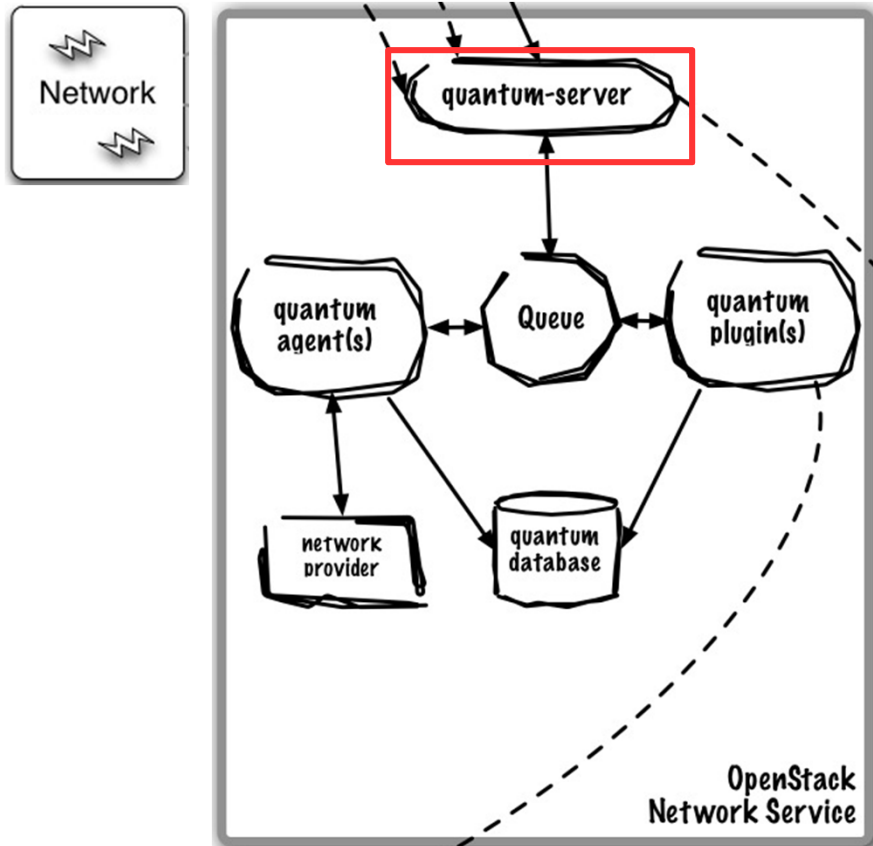 Network
quantum-server
quantum
agent(s)
Queue
quantum
plugin(s)
network
provider
quantum
database
OpenStack
Network Service